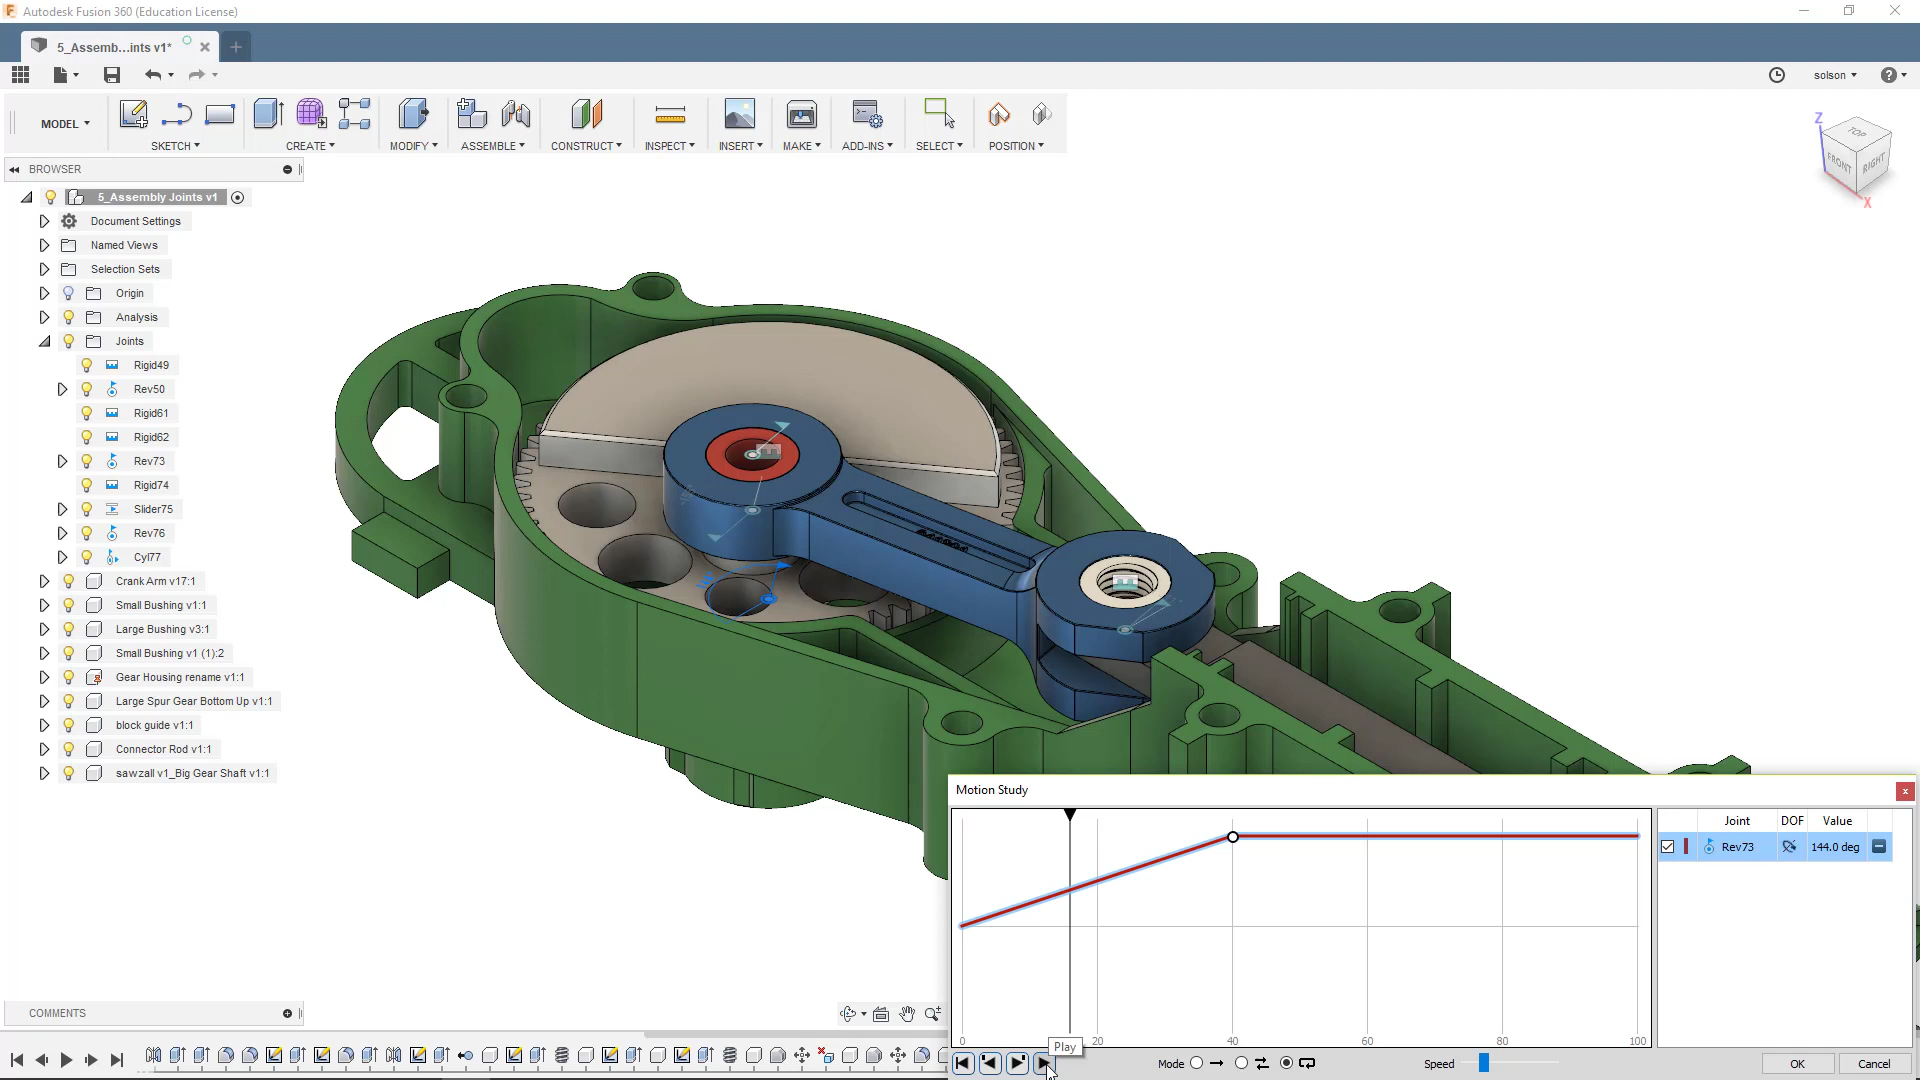 Autodesk Fusion 360 (Education License)
5_Assemb...ints v1*
solson
MODEL
SKETCH
CREATE
MODIFY
ASSEMBLE
CONSTRUCT
INSPECT
INSERT
MAKE
ADD-INS
SELECT
POSITION
Z
TOP
FRONT
RIGHT
X
BROWSER
5_Assembly Joints v1
Document Settings
Named Views
Selection Sets
Origin
Analysis
Joints
Rigid49
Rev50
Rigid61
Rigid62
Rev73
Rigid74
Slider75
Rev76
Cyl77
Crank Arm v17:1
Small Bushing v1:1
Large Bushing v3:1
Small Bushing v1 (1):2
Gear Housing rename v1:1
Large Spur Gear Bottom Up v1:1
block guide v1:1
Connector Rod v1:1
sawzall v1_Big Gear Shaft v1:1
Motion Study
Joint DOF Value
Rev73 144.0 deg
0 20 40 60 80 100
Play
Mode
Speed
OK
Cancel
COMMENTS